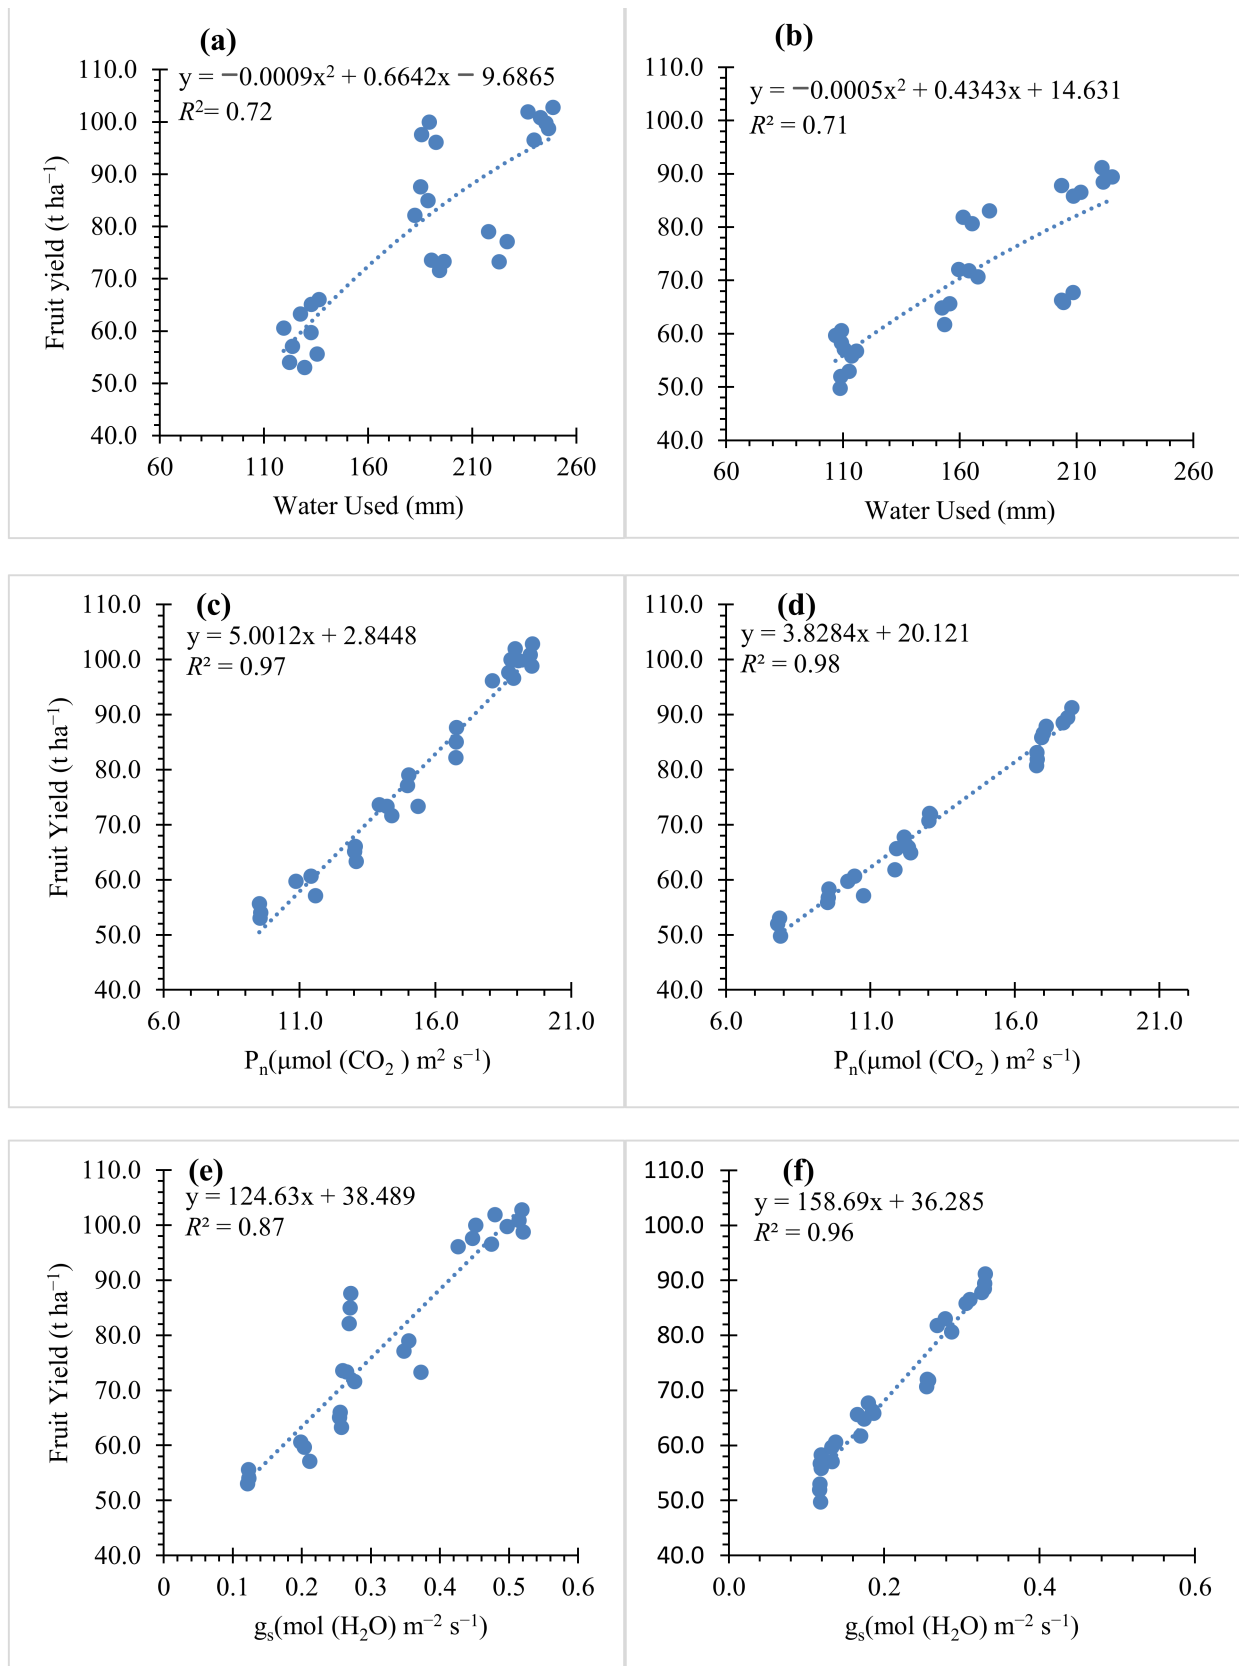 (a)
y = −0.0009x² + 0.6642x − 9.6865
R²= 0.72
110.0
100.0
90.0
80.0
70.0
60.0
50.0
40.0
60 110 160 210 260
Fruit yield (t ha⁻¹)
Water Used (mm)
(b)
y = −0.0005x² + 0.4343x + 14.631
R² = 0.71
110.0
100.0
90.0
80.0
70.0
60.0
50.0
40.0
60 110 160 210 260
Water Used (mm)
(c)
y = 5.0012x + 2.8448
R² = 0.97
110.0
100.0
90.0
80.0
70.0
60.0
50.0
40.0
6.0 11.0 16.0 21.0
Fruit Yield (t ha⁻¹)
Pₙ(μmol (CO₂ ) m² s⁻¹)
(d)
y = 3.8284x + 20.121
R² = 0.98
110.0
100.0
90.0
80.0
70.0
60.0
50.0
40.0
6.0 11.0 16.0 21.0
Pₙ(μmol (CO₂ ) m² s⁻¹)
(e)
y = 124.63x + 38.489
R² = 0.87
110.0
100.0
90.0
80.0
70.0
60.0
50.0
40.0
0 0.1 0.2 0.3 0.4 0.5 0.6
Fruit Yield (t ha⁻¹)
gₛ(mol (H₂O) m⁻² s⁻¹)
(f)
y = 158.69x + 36.285
R² = 0.96
110.0
100.0
90.0
80.0
70.0
60.0
50.0
40.0
0.0 0.2 0.4 0.6
gₛ(mol (H₂O) m⁻² s⁻¹)